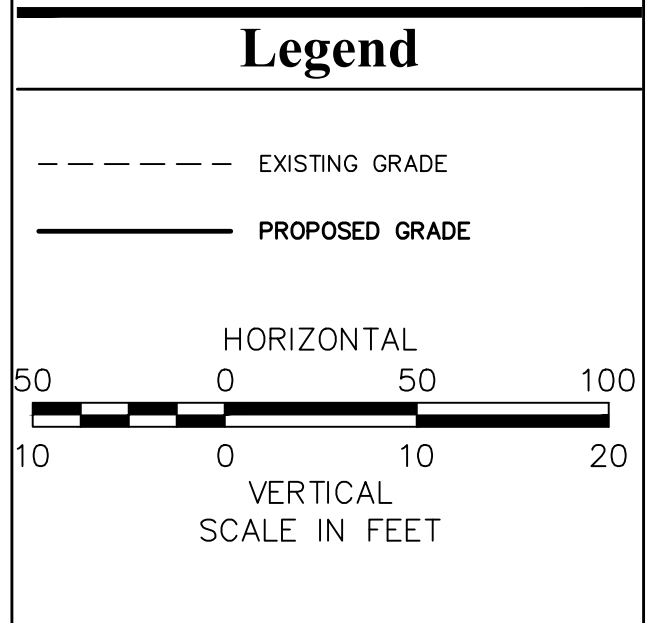 Legend
EXISTING GRADE
PROPOSED GRADE
HORIZONTAL
50 0 50 100
10 0 10 20
VERTICAL
SCALE IN FEET